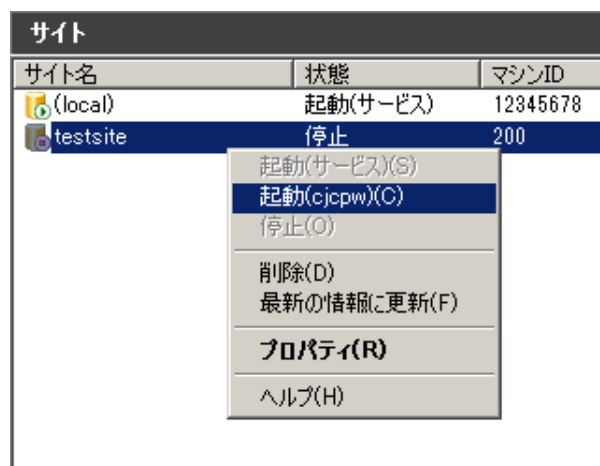 サイト
サイト名 状態 マシンID
(local) 起動(サービス) 12345678
testsite 停止 200
起動(サービス)(S)
起動(cjcpw)(C)
停止(O)
削除(D)
最新の情報に更新(F)
プロパティ(R)
ヘルプ(H)